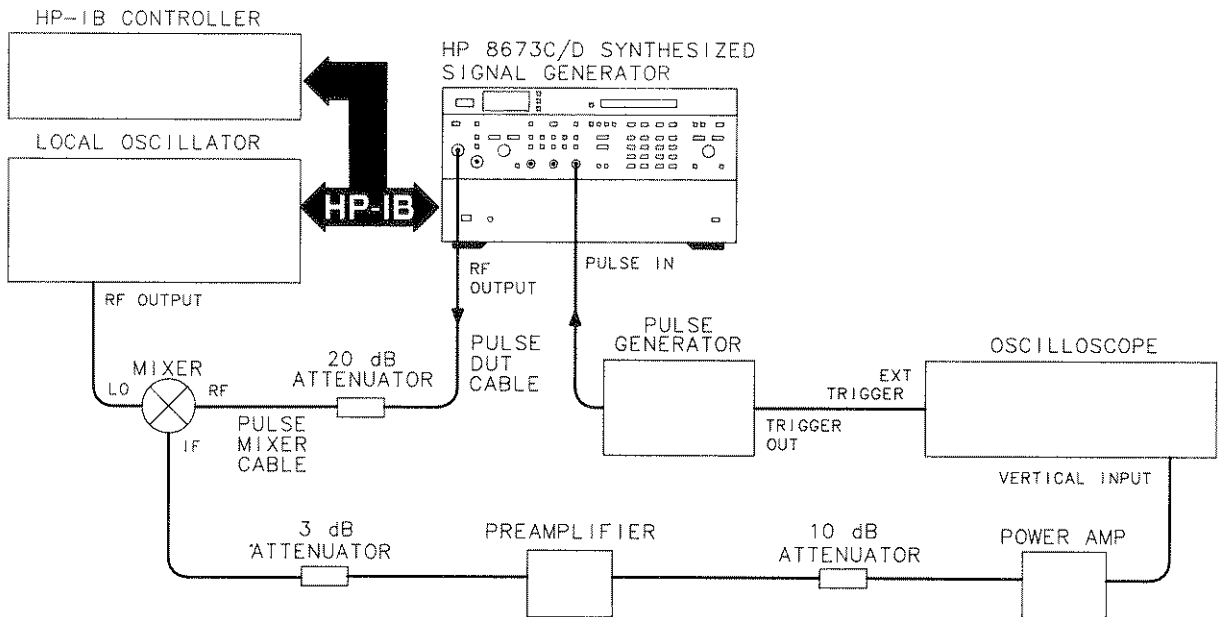 HP-IB CONTROLLER
HP 8673C/D SYNTHESIZED
SIGNAL GENERATOR
LOCAL OSCILLATOR
HP-IB
RF OUTPUT
RF
OUTPUT
PULSE IN
PULSE
DUT
CABLE
PULSE
GENERATOR
OSCILLOSCOPE
MIXER
20 dB
ATTENUATOR
LO
RF
IF
PULSE
MIXER
CABLE
EXT
TRIGGER
TRIGGER
OUT
VERTICAL INPUT
3 dB
ATTENUATOR
PREAMPLIFIER
10 dB
ATTENUATOR
POWER AMP